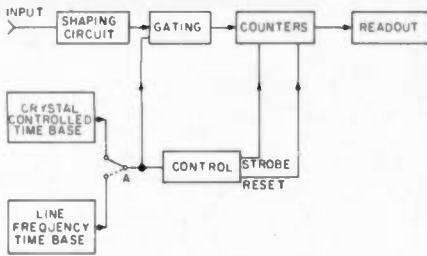 INPUT
SHAPING
CIRCUIT
GATING
COUNTERS
READOUT
CRYSTAL
CONTROLLED
TIME BASE
A
CONTROL
STROBE
RESET
LINE
FREQUENCY
TIME BASE